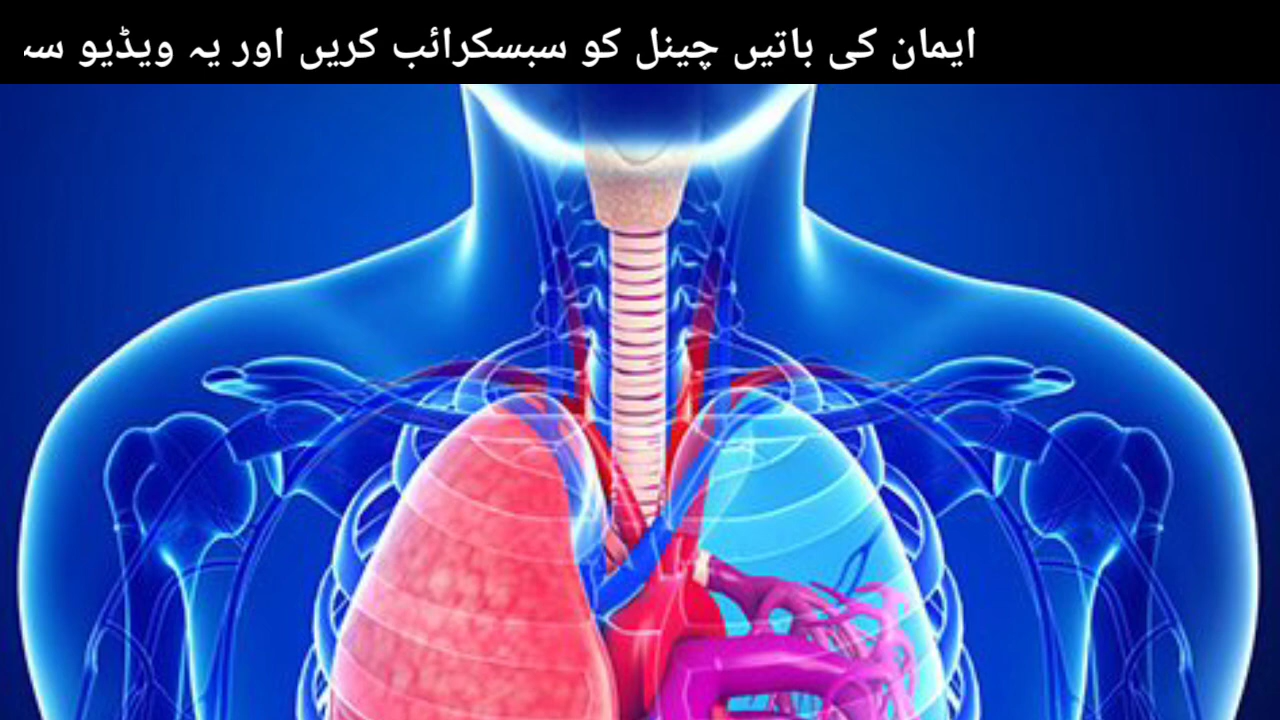 ایمان کی باتیں چینل کو سبسکرائب کریں اور یہ ویڈیو